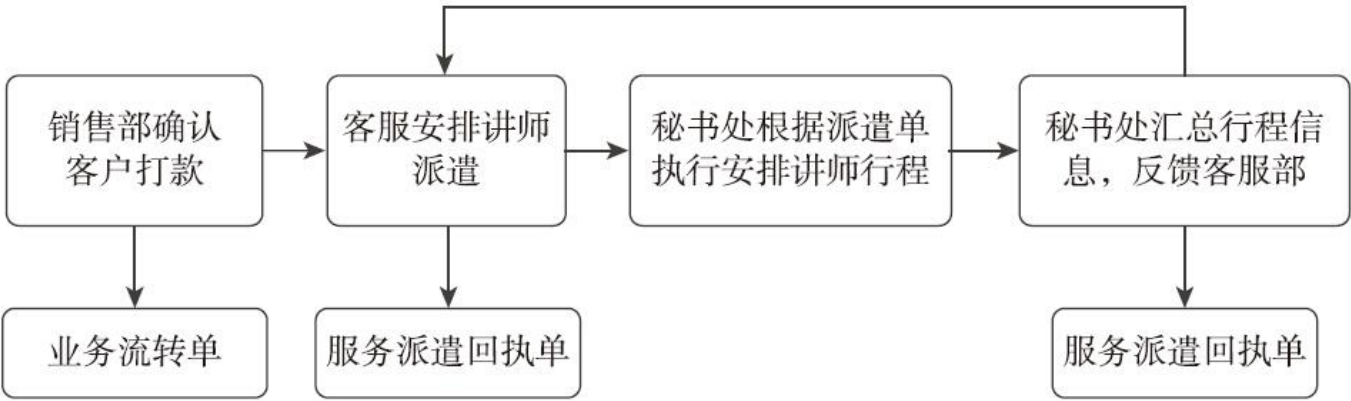 销售部确认
客户打款
客服安排讲师
派遣
秘书处根据派遣单
执行安排讲师行程
秘书处汇总行程信
息，反馈客服部
业务流转单
服务派遣回执单
服务派遣回执单